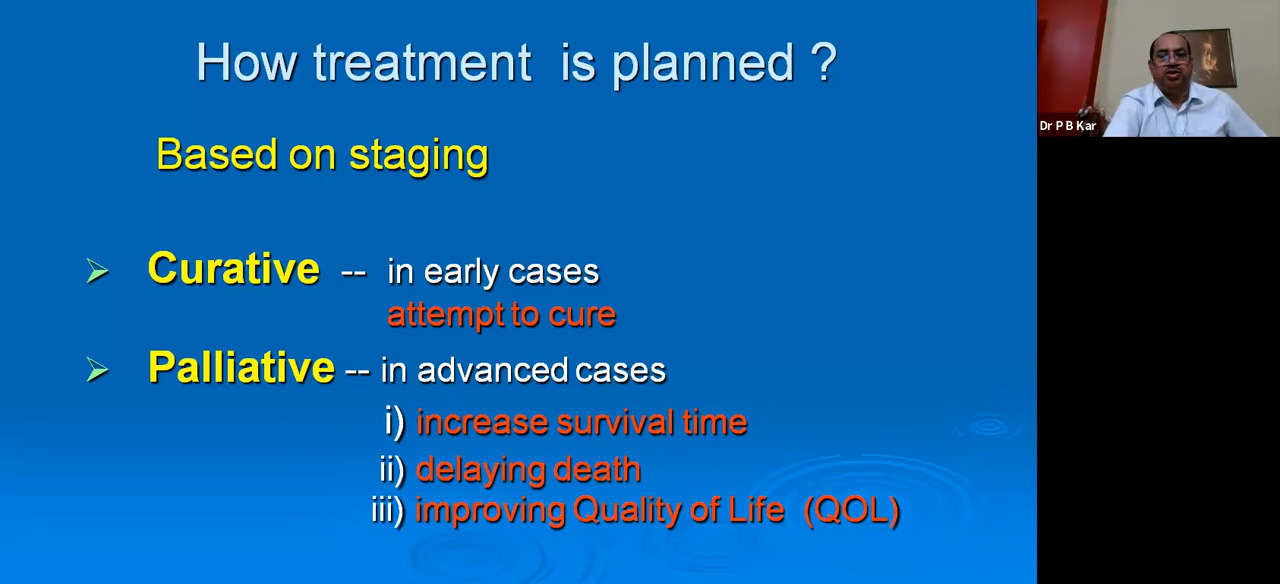 How treatment is planned ?
Based on staging
Curative -- in early cases
attempt to cure
Palliative -- in advanced cases
i) increase survival time
ii) delaying death
iii) improving Quality of Life (QOL)
Dr P B Kar